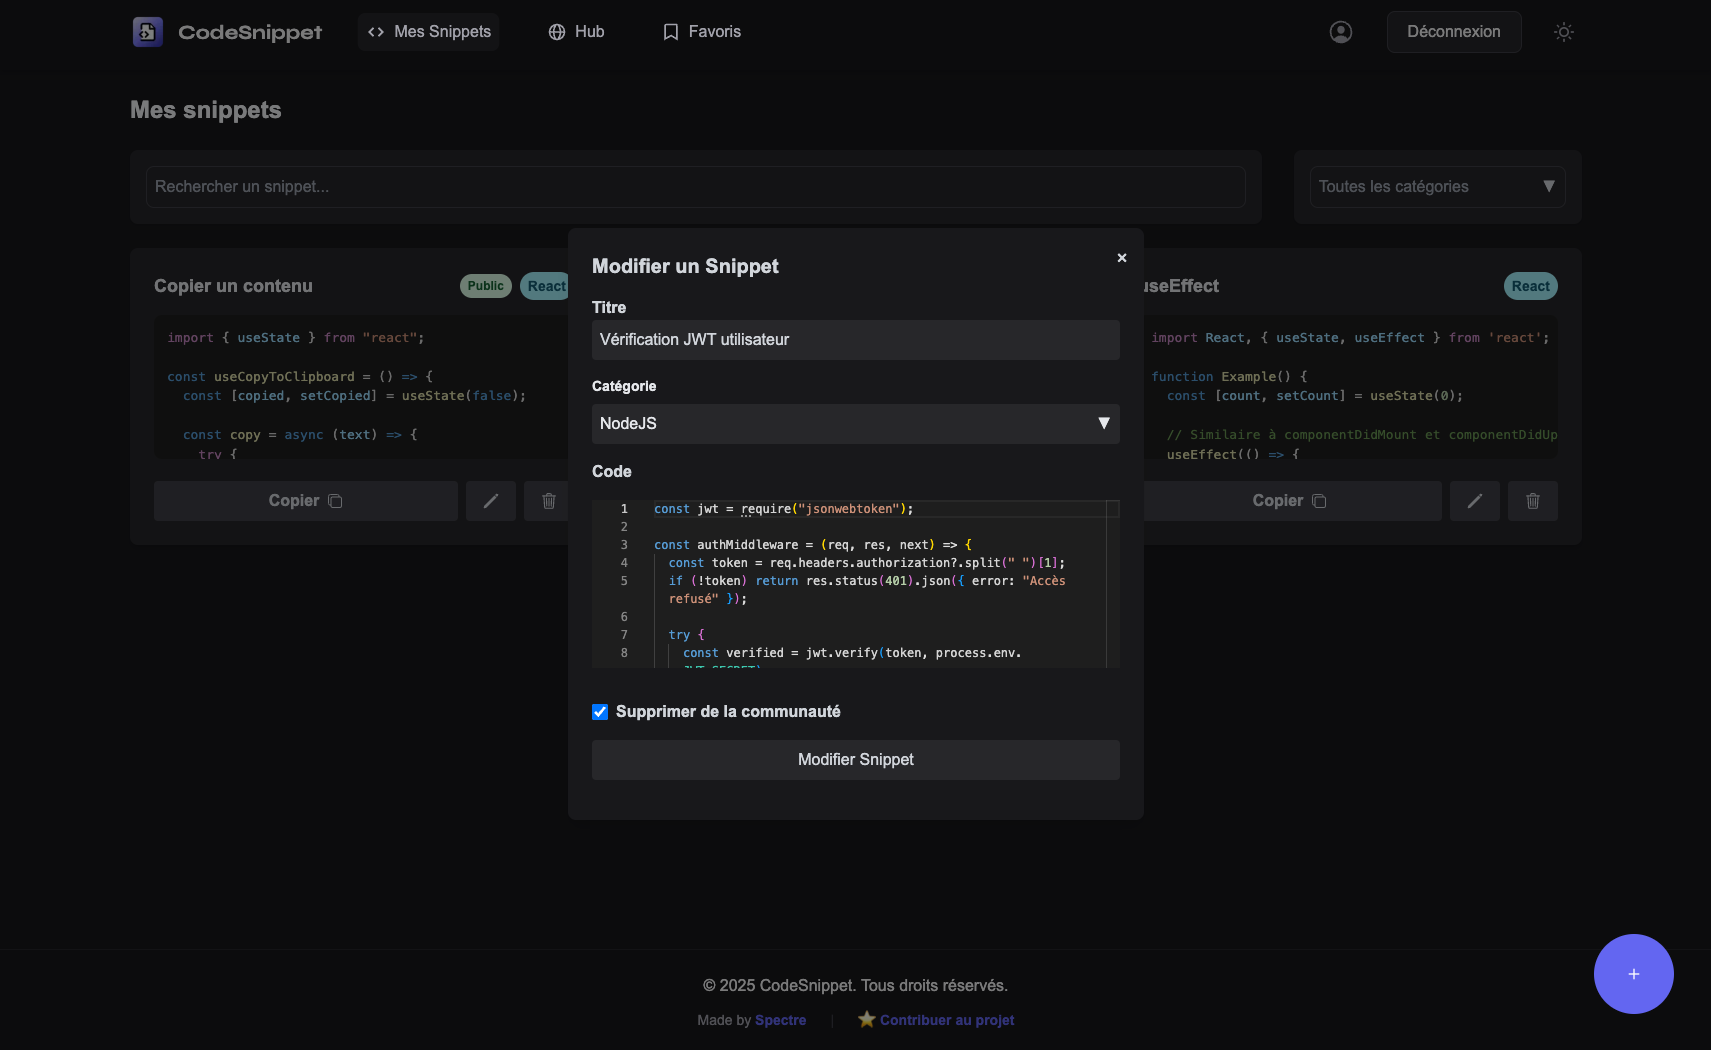 CodeSnippet
Mes Snippets
Hub
Favoris
Déconnexion
Mes snippets
Rechercher un snippet...
Toutes les catégories ▼
Copier un contenu
Public
React
import { useState } from "react";
const useCopyToClipboard = () => {
const [copied, setCopied] = useState(false);
const copy = async (text) => {
try {
Copier
Modifier un Snippet
×
Titre
Vérification JWT utilisateur
Catégorie
NodeJS ▼
Code
1 const jwt = require("jsonwebtoken");
2
3 const authMiddleware = (req, res, next) => {
4 const token = req.headers.authorization?.split(" ")[1];
5 if (!token) return res.status(401).json({ error: "Accès
refusé" });
6
7 try {
8 const verified = jwt.verify(token, process.env.
JWT_SECRET)
Supprimer de la communauté
Modifier Snippet
useEffect
React
import React, { useState, useEffect } from 'react';
function Example() {
const [count, setCount] = useState(0);
// Similaire à componentDidMount et componentDidUp
useEffect(() => {
Copier
+
© 2025 CodeSnippet. Tous droits réservés.
Made by Spectre | ⭐ Contribuer au projet